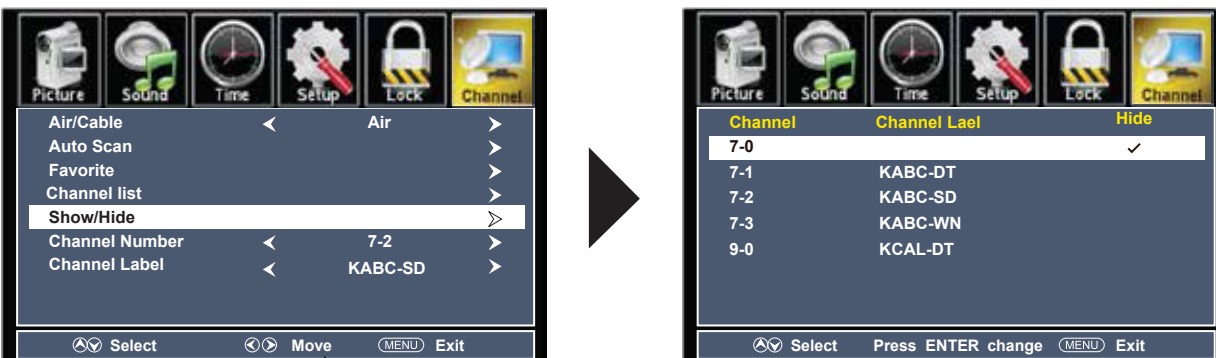 Picture Sound Time Setup Lock Channel
Air/Cable Air
Auto Scan
Favorite
Channel list
Show/Hide
Channel Number 7-2
Channel Label KABC-SD
Select Move MENU Exit
Picture Sound Time Setup Lock Channel
Channel Channel Lael Hide
7-0
7-1 KABC-DT
7-2 KABC-SD
7-3 KABC-WN
9-0 KCAL-DT
Select Press ENTER change MENU Exit